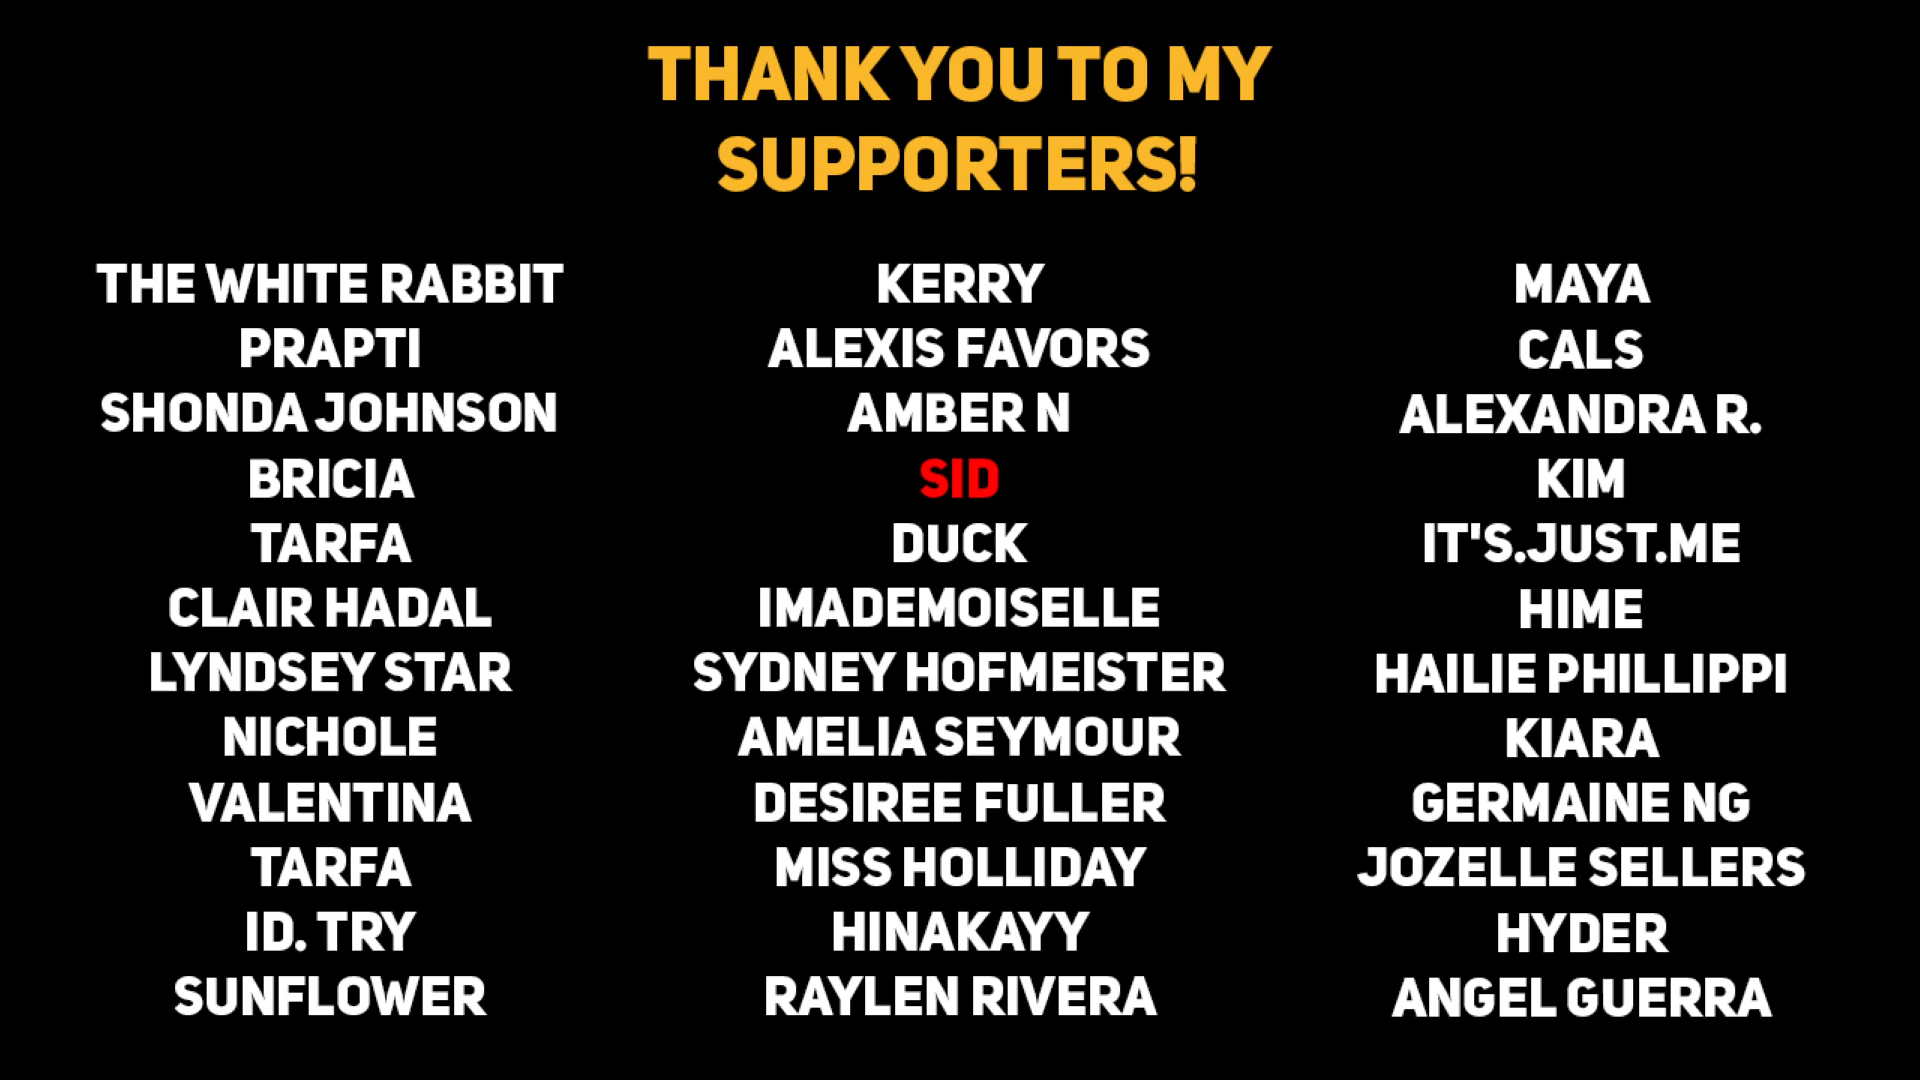 THANK YOU TO MY
SUPPORTERS!
THE WHITE RABBIT
PRAPTI
SHONDA JOHNSON
BRICIA
TARFA
CLAIR HADAL
LYNDSEY STAR
NICHOLE
VALENTINA
TARFA
ID. TRY
SUNFLOWER
KERRY
ALEXIS FAVORS
AMBER N
SID
DUCK
IMADEMOISELLE
SYDNEY HOFMEISTER
AMELIA SEYMOUR
DESIREE FULLER
MISS HOLLIDAY
HINAKAYY
RAYLEN RIVERA
MAYA
CALS
ALEXANDRA R.
KIM
IT'S.JUST.ME
HIME
HAILIE PHILLIPPI
KIARA
GERMAINE NG
JOZELLE SELLERS
HYDER
ANGEL GUERRA